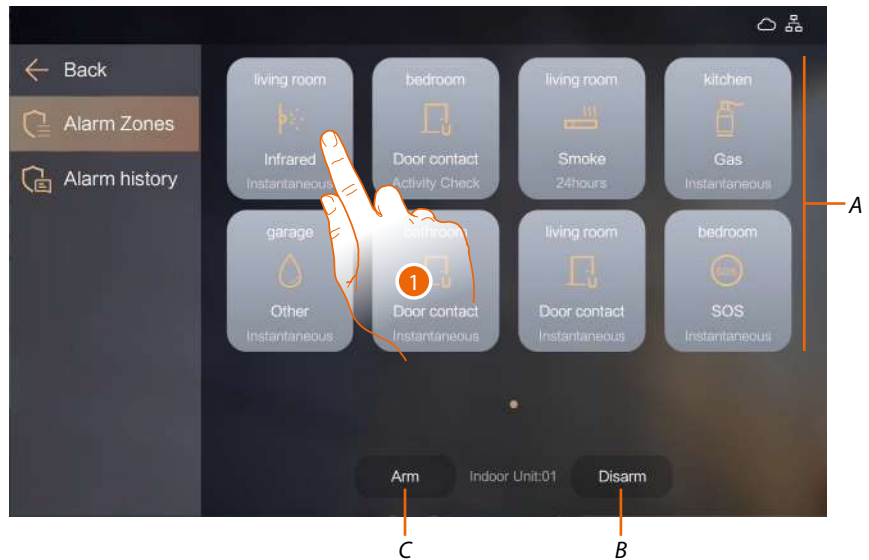 Back
Alarm Zones
Alarm history
living room
Infrared
Instantaneous
bedroom
Door contact
Activity Check
living room
Smoke
24hours
kitchen
Gas
Instantaneous
A
garage
Other
Instantaneous
bathroom
Door contact
Instantaneous
living room
Door contact
Instantaneous
bedroom
SOS
SOS
Instantaneous
1
Arm
Indoor Unit:01
Disarm
C
B